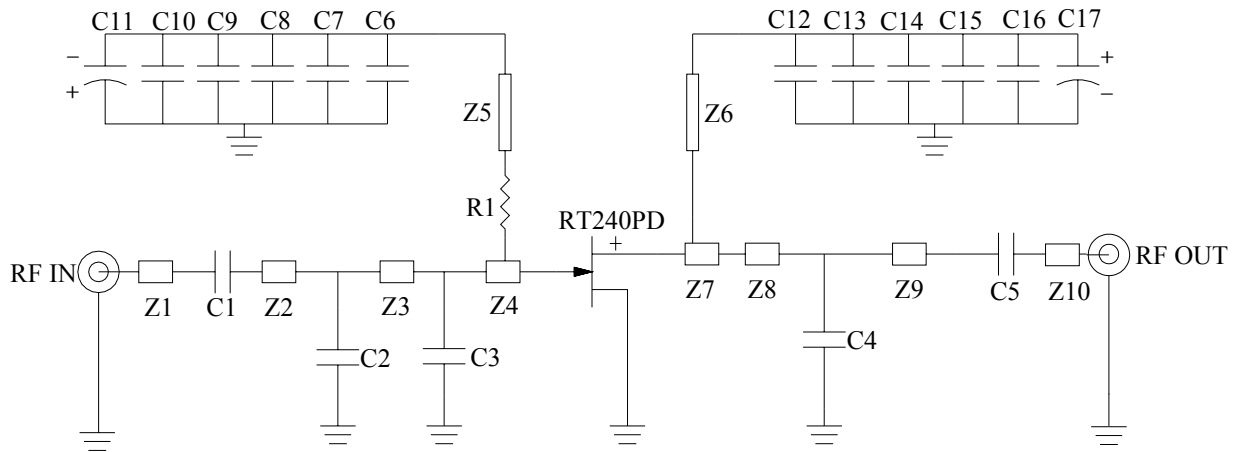 C11 C10 C9 C8 C7 C6
C12 C13 C14 C15 C16 C17
−
+
+
−
Z5
Z6
R1
RT240PD
+
RF IN
Z1 C1 Z2 Z3 Z4
Z7 Z8 Z9 C5 Z10
RF OUT
C2
C3
C4